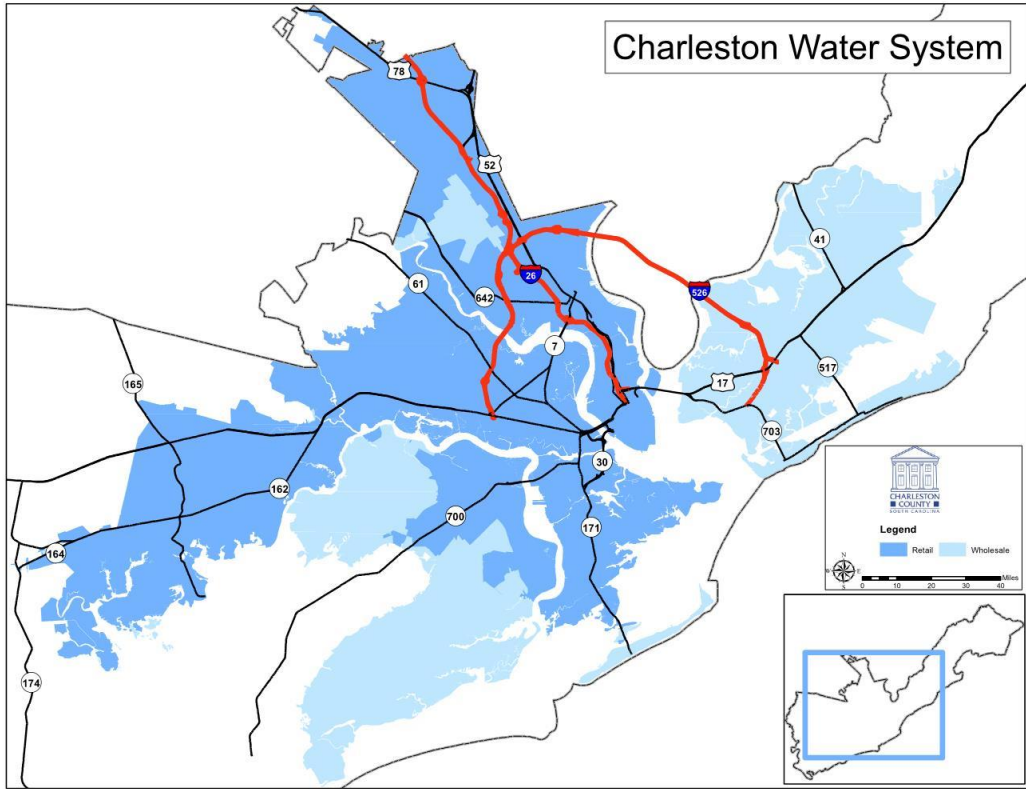 Charleston Water System
78
52
41
61
26
526
642
7
165
17
517
703
30
162
700
171
164
174
CHARLESTON
COUNTY
SOUTH CAROLINA
Legend
Retail
Wholesale
N
W E
S
0 10 20 30 40 Miles